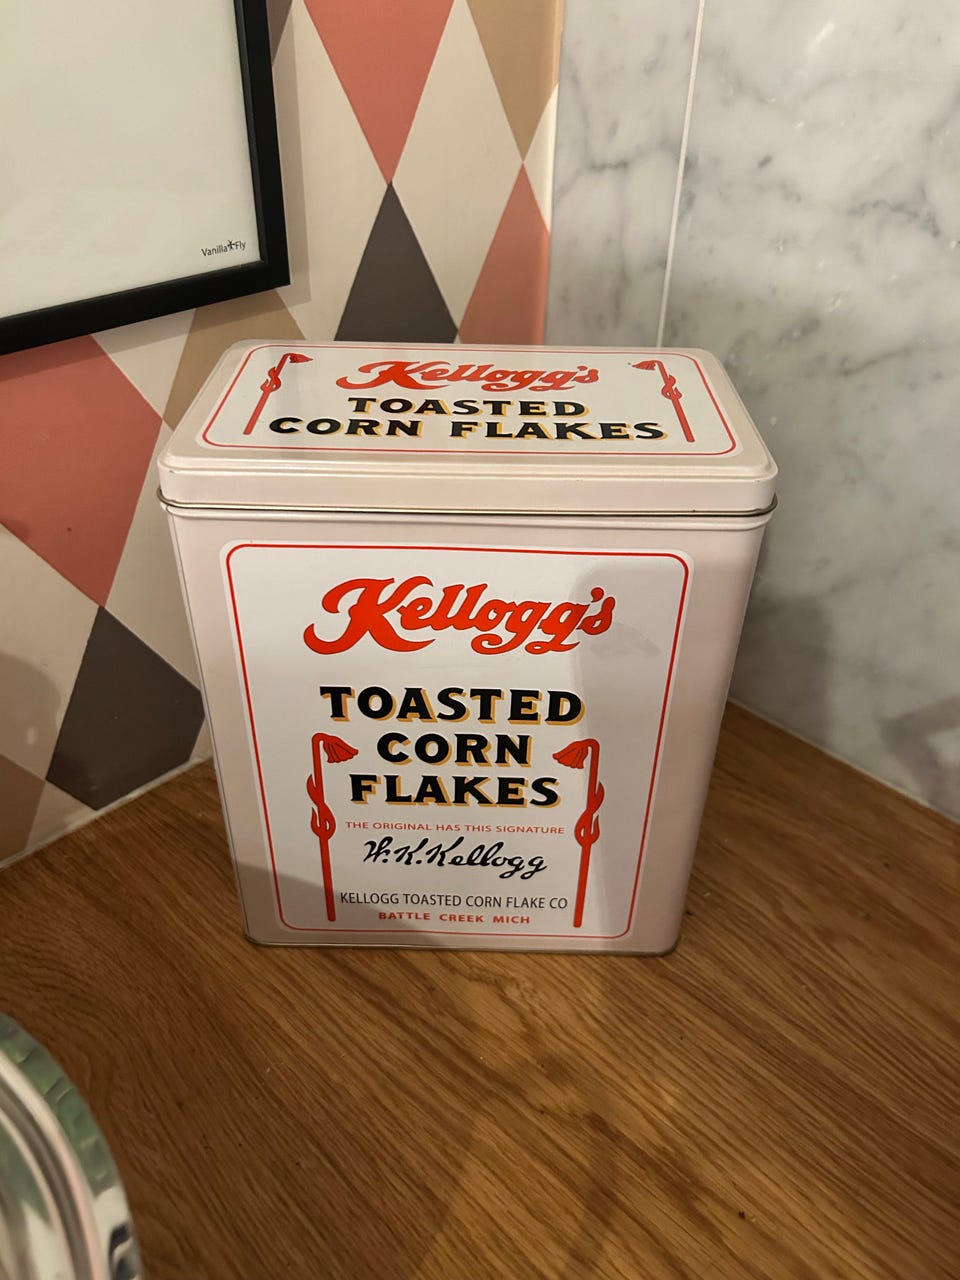 Vanilla Fly
Kellogg's
TOASTED
CORN FLAKES
Kellogg's
TOASTED
CORN
FLAKES
THE ORIGINAL HAS THIS SIGNATURE
W.K.Kellogg
KELLOGG TOASTED CORN FLAKE CO
BATTLE CREEK MICH